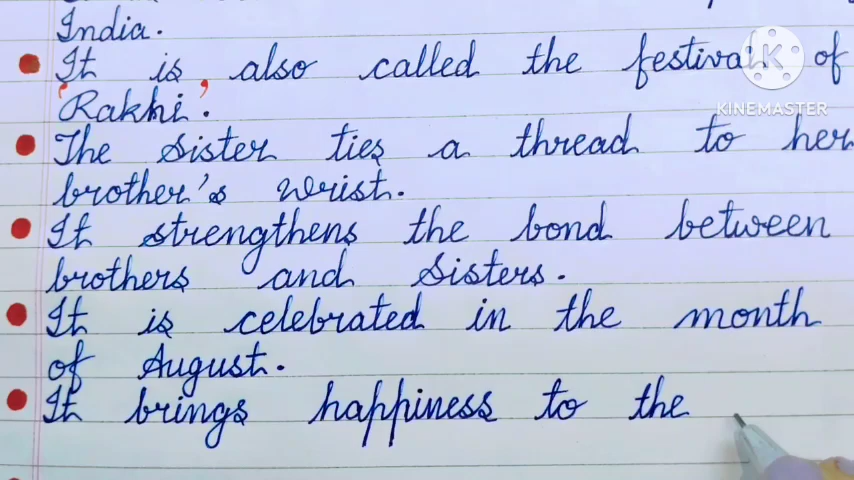 India.
It is also called the festival of
'Rakhi'.
The Sister ties a thread to her
brother's wrist.
It strengthens the bond between
brothers and Sisters.
It is celebrated in the month
of August.
It brings happiness to the
K
KINEMASTER